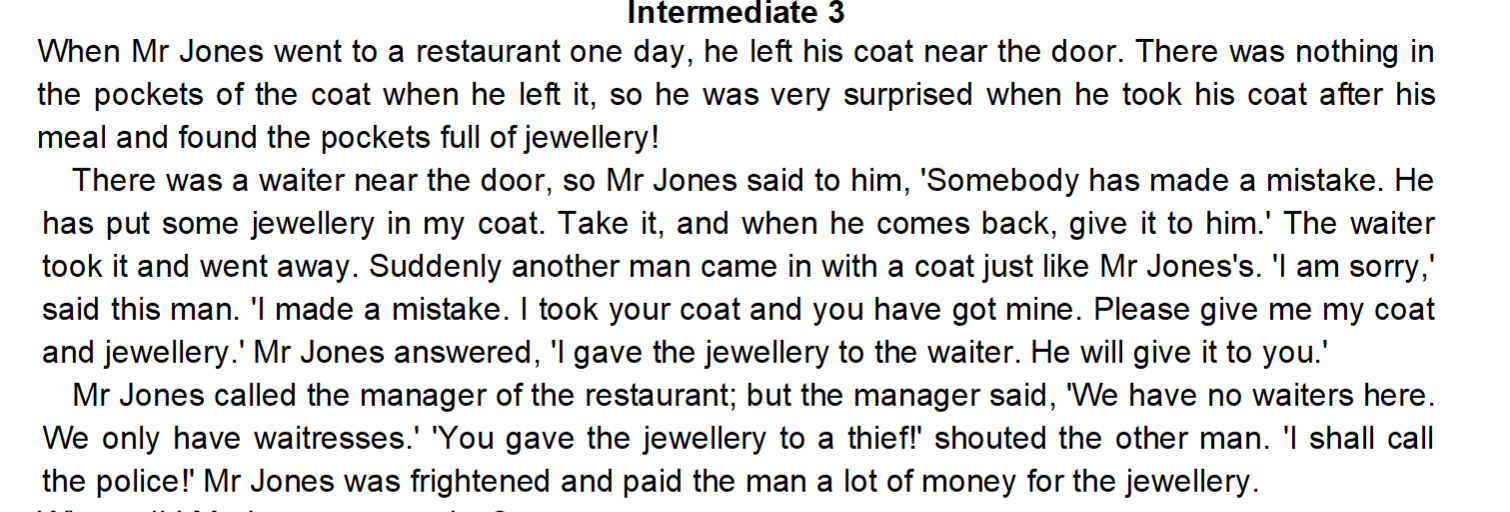 Intermediate 3
When Mr Jones went to a restaurant one day, he left his coat near the door. There was nothing in
the pockets of the coat when he left it, so he was very surprised when he took his coat after his
meal and found the pockets full of jewellery!
There was a waiter near the door, so Mr Jones said to him, 'Somebody has made a mistake. He
has put some jewellery in my coat. Take it, and when he comes back, give it to him.' The waiter
took it and went away. Suddenly another man came in with a coat just like Mr Jones's. 'I am sorry,'
said this man. 'I made a mistake. I took your coat and you have got mine. Please give me my coat
and jewellery.' Mr Jones answered, 'I gave the jewellery to the waiter. He will give it to you.'
Mr Jones called the manager of the restaurant; but the manager said, 'We have no waiters here.
We only have waitresses.' 'You gave the jewellery to a thief!' shouted the other man. 'I shall call
the police!' Mr Jones was frightened and paid the man a lot of money for the jewellery.